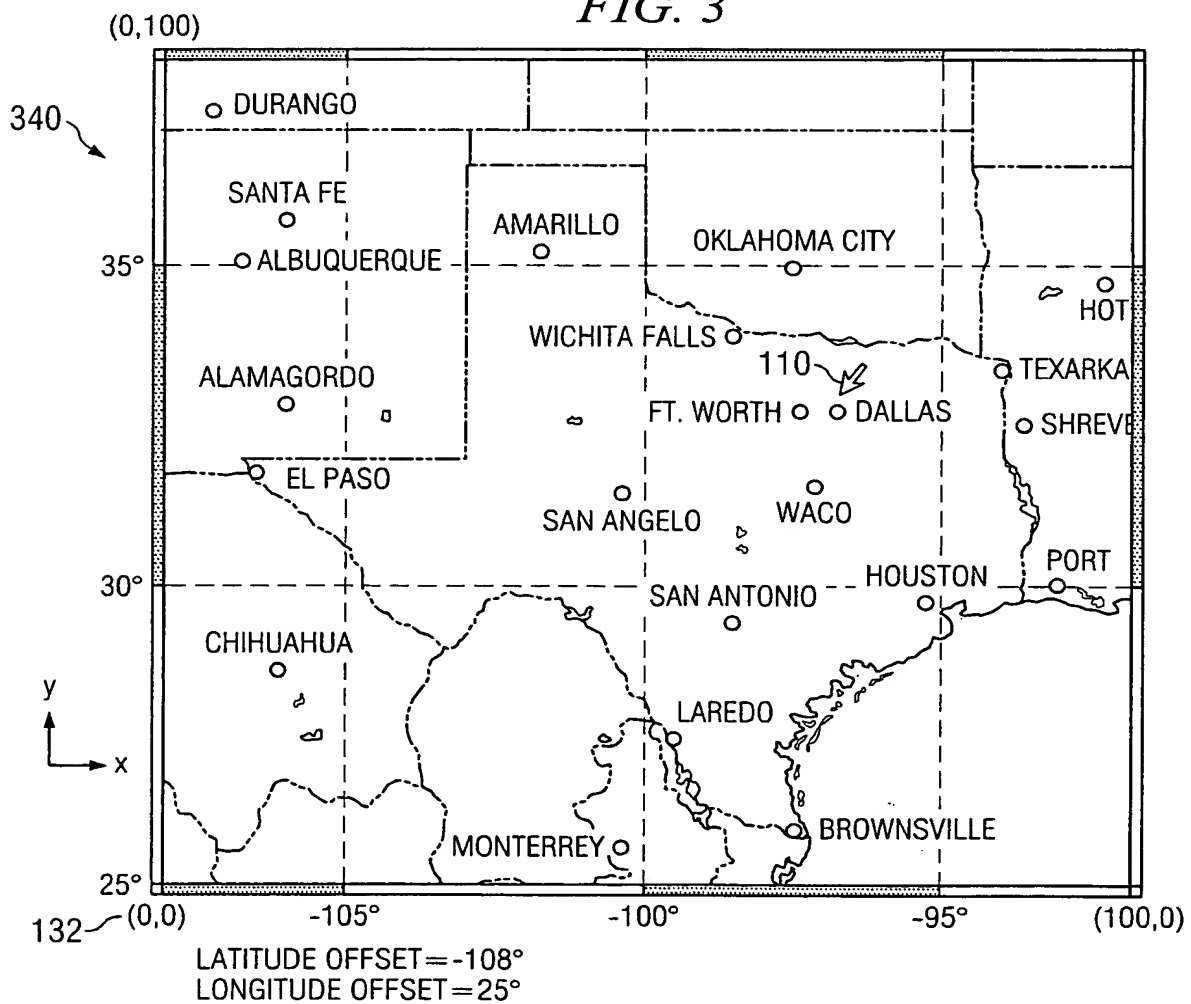 FIG. 3
(0,100)
340
DURANGO
SANTA FE
AMARILLO
OKLAHOMA CITY
35°
ALBUQUERQUE
HOT
WICHITA FALLS
110
TEXARKA
ALAMAGORDO
FT. WORTH
DALLAS
SHREVE
EL PASO
SAN ANGELO
WACO
30°
HOUSTON
PORT
SAN ANTONIO
CHIHUAHUA
y
x
LAREDO
MONTERREY
BROWNSVILLE
25°
132
(0,0)
-105°
-100°
-95°
(100,0)
LATITUDE OFFSET=-108°
LONGITUDE OFFSET=25°